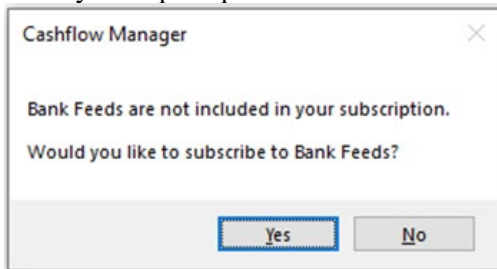 Cashflow Manager
Bank Feeds are not included in your subscription.
Would you like to subscribe to Bank Feeds?
Yes No